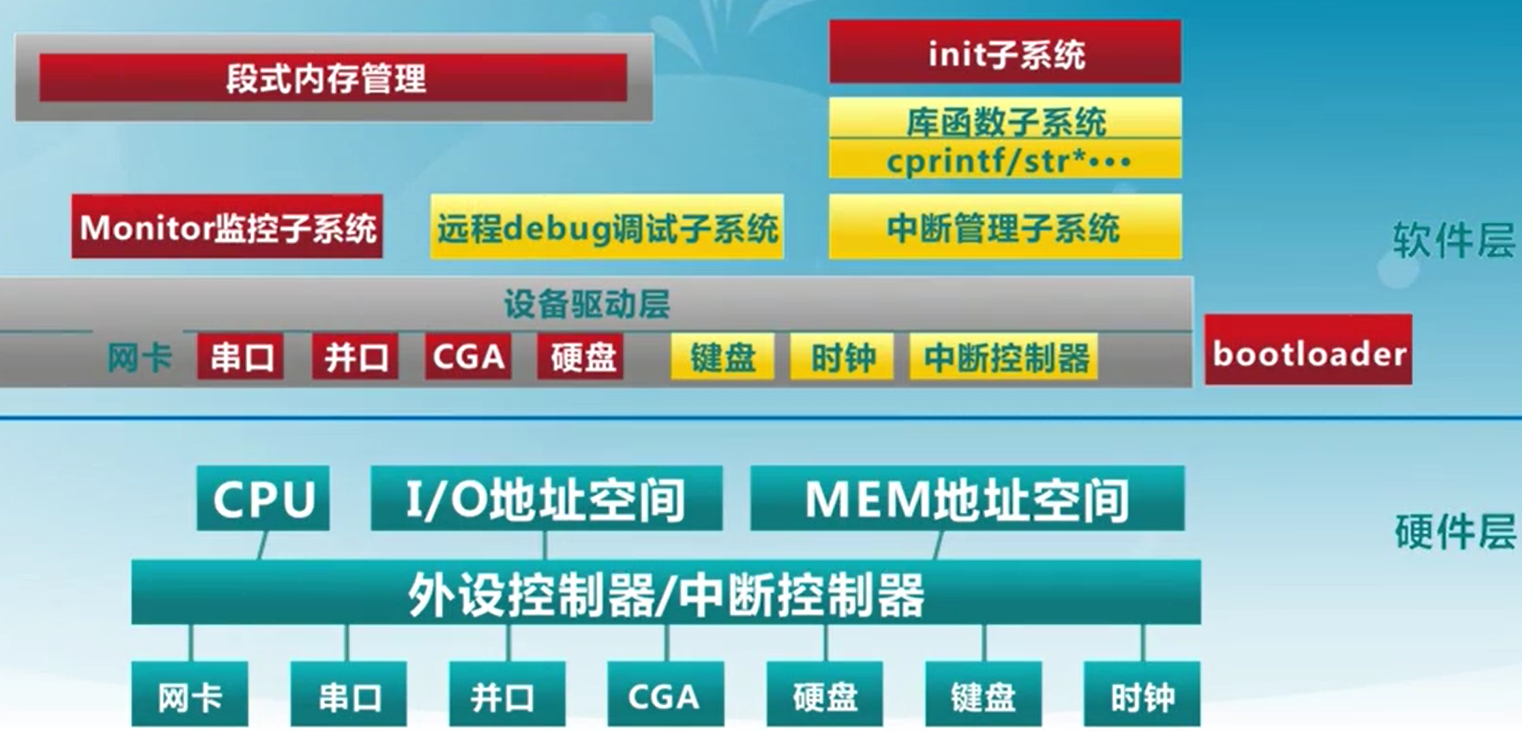 init子系统
段式内存管理
库函数子系统
cprintf/str*•••
Monitor监控子系统
远程debug调试子系统
中断管理子系统
软件层
设备驱动层
网卡
串口
并口
CGA
硬盘
键盘
时钟
中断控制器
bootloader
CPU
I/O地址空间
MEM地址空间
硬件层
外设控制器/中断控制器
网卡
串口
并口
CGA
硬盘
键盘
时钟